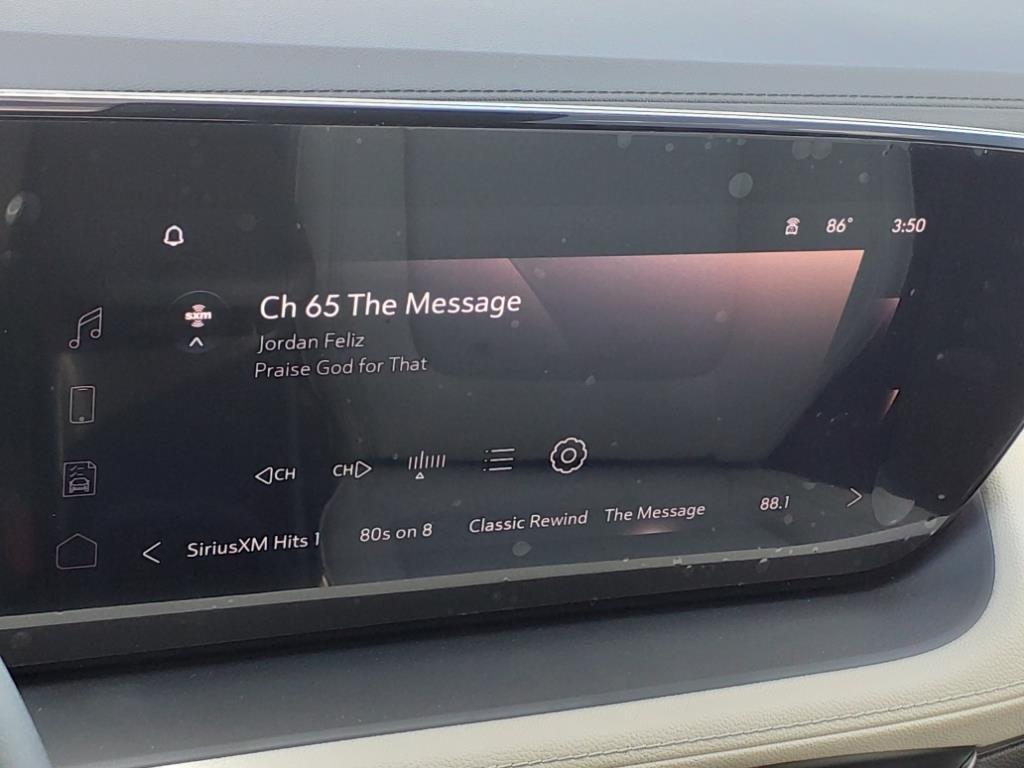 86° 3:50
sxm
Ch 65 The Message
Jordan Feliz
Praise God for That
CH CH
SiriusXM Hits 1 80s on 8 Classic Rewind The Message 88.1